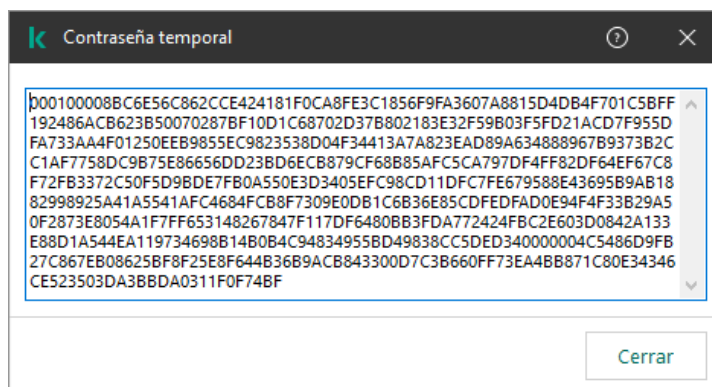 Contraseña temporal
000100008BC6E56C862CCE424181F0CA8FE3C1856F9FA3607A8815D4DB4F701C5BFF
192486ACB623B50070287BF10D1C68702D37B802183E32F59B03F5FD21ACD7F955D
FA733AA4F01250EEB9855EC9823538D04F34413A7A823EAD89A634888967B9373B2C
C1AF7758DC9B75E86656DD23BD6ECB879CF68B85AFC5CA797DF4FF82DF64EF67C8
F72FB3372C50F5D9BDE7FB0A550E3D3405EFC98CD11DFC7FE679588E43695B9AB18
82998925A41A5541AFC4684FCB8F7309E0DB1C6B36E85CDFEDFAD0E94F4F33B29A5
0F2873E8054A1F7FF653148267847F117DF6480BB3FDA772424FBC2E603D0842A133
E88D1A544EA119734698B14B0B4C94834955BD49838CC5DED340000004C5486D9FB
27C867EB08625BF8F25E8F644B36B9ACB843300D7C3B660FF73EA4BB871C80E34346
CE523503DA3BBDA0311F0F74BF
Cerrar